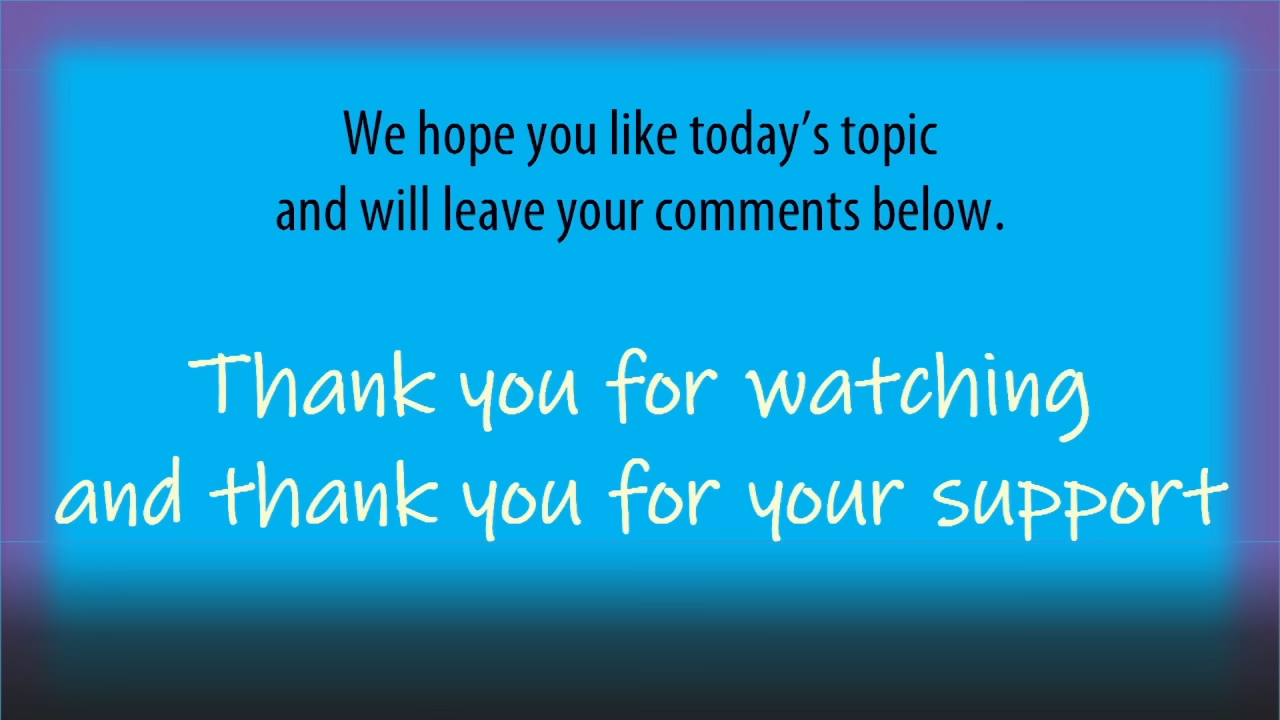 We hope you like today’s topic
and will leave your comments below.
Thank you for watching
and thank you for your support